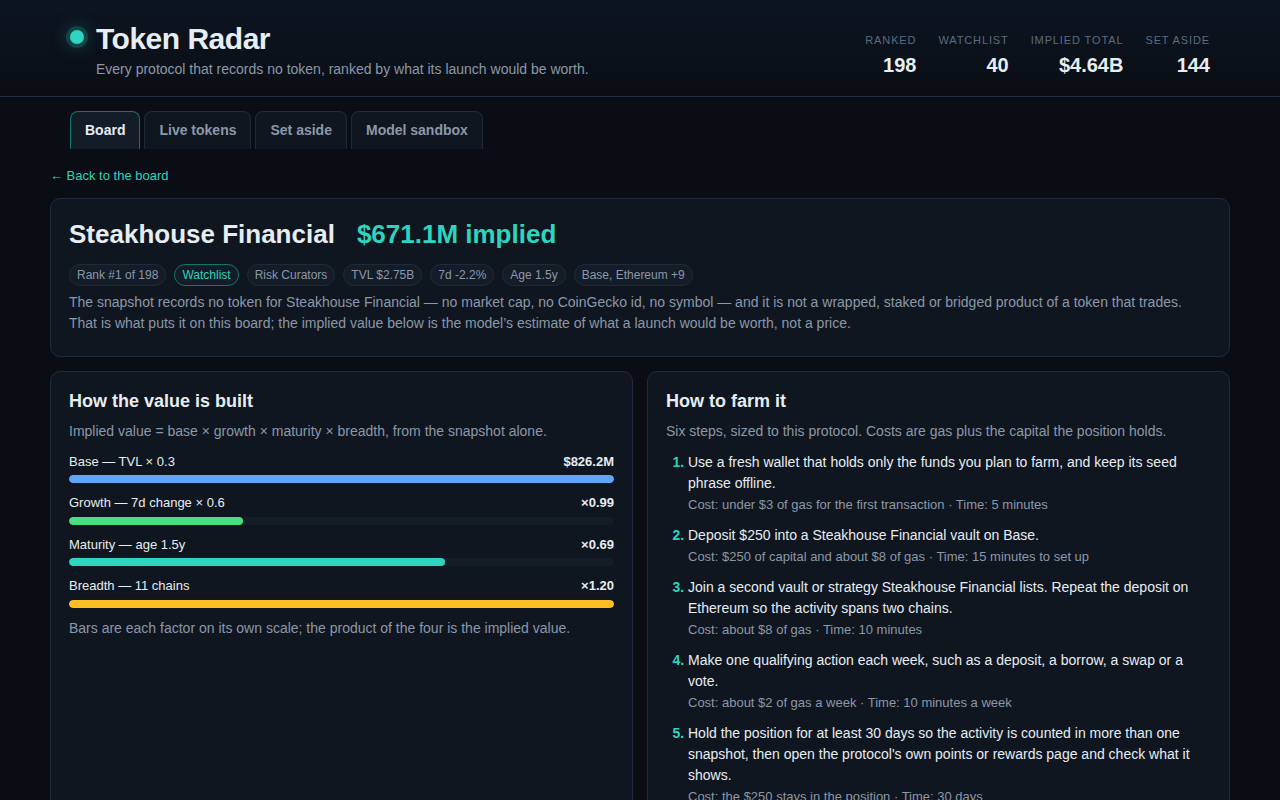 Token Radar
Every protocol that records no token, ranked by what its launch would be worth.
RANKED
198
WATCHLIST
40
IMPLIED TOTAL
$4.64B
SET ASIDE
144
Board
Live tokens
Set aside
Model sandbox
← Back to the board
Steakhouse Financial $671.1M implied
Rank #1 of 198
Watchlist
Risk Curators
TVL $2.75B
7d -2.2%
Age 1.5y
Base, Ethereum +9
The snapshot records no token for Steakhouse Financial — no market cap, no CoinGecko id, no symbol — and it is not a wrapped, staked or bridged product of a token that trades.
That is what puts it on this board; the implied value below is the model’s estimate of what a launch would be worth, not a price.
How the value is built
Implied value = base × growth × maturity × breadth, from the snapshot alone.
Base — TVL × 0.3 $826.2M
Growth — 7d change × 0.6 ×0.99
Maturity — age 1.5y ×0.69
Breadth — 11 chains ×1.20
Bars are each factor on its own scale; the product of the four is the implied value.
How to farm it
Six steps, sized to this protocol. Costs are gas plus the capital the position holds.
1. Use a fresh wallet that holds only the funds you plan to farm, and keep its seed
phrase offline.
Cost: under $3 of gas for the first transaction · Time: 5 minutes
2. Deposit $250 into a Steakhouse Financial vault on Base.
Cost: $250 of capital and about $8 of gas · Time: 15 minutes to set up
3. Join a second vault or strategy Steakhouse Financial lists. Repeat the deposit on
Ethereum so the activity spans two chains.
Cost: about $8 of gas · Time: 10 minutes
4. Make one qualifying action each week, such as a deposit, a borrow, a swap or a
vote.
Cost: about $2 of gas a week · Time: 10 minutes a week
5. Hold the position for at least 30 days so the activity is counted in more than one
snapshot, then open the protocol's own points or rewards page and check what it
shows.
Cost: the $250 stays in the position · Time: 30 days